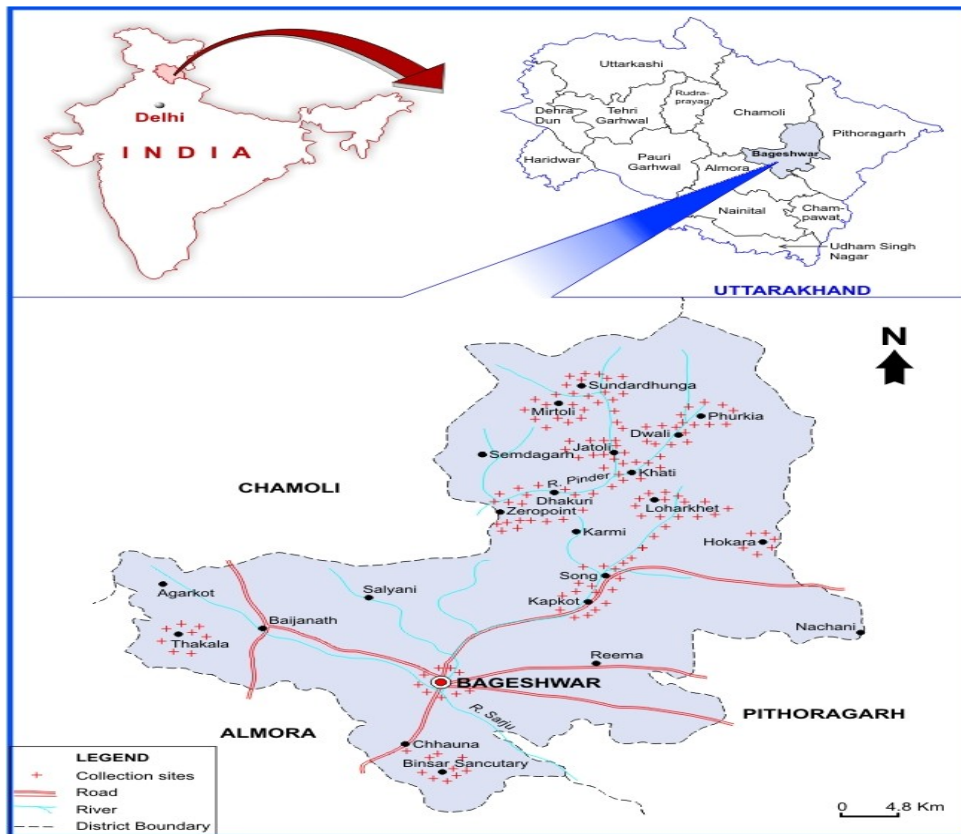 Delhi
INDIA
Uttarkashi
Rudra-
prayag
Chamoli
Dehra
Dun
Tehri
Garhwal
Pithoragarh
Haridwar
Pauri
Garhwal
Bageshwar
Almora
Nainital
Cham-
pawat
Udham Singh
Nagar
UTTARAKHAND
N
Sundardhunga
Mirtoli
Phurkia
Dwali
Jatoli
Semdagarn
Khati
R. Pinder
CHAMOLI
Dhakuri
Zeropoint
Loharkhet
Karmi
Hokara
Song
Agarkot
Salyani
Kapkot
Baijanath
Nachani
Thakala
Reema
BAGESHWAR
R. Sarju
PITHORAGARH
ALMORA
Chhauna
Binsar Sancutary
LEGEND
Collection sites
Road
River
District Boundary
0 4.8 Km